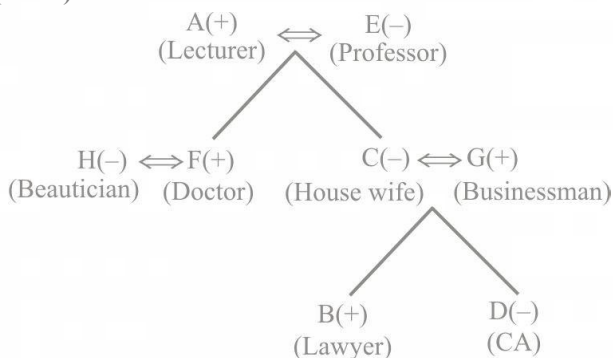 A(+) ⇔ E(–)
(Lecturer) (Professor)
H(–) ⇔ F(+) C(–) ⇔ G(+)
(Beautician) (Doctor) (House wife) (Businessman)
B(+) D(–)
(Lawyer) (CA)